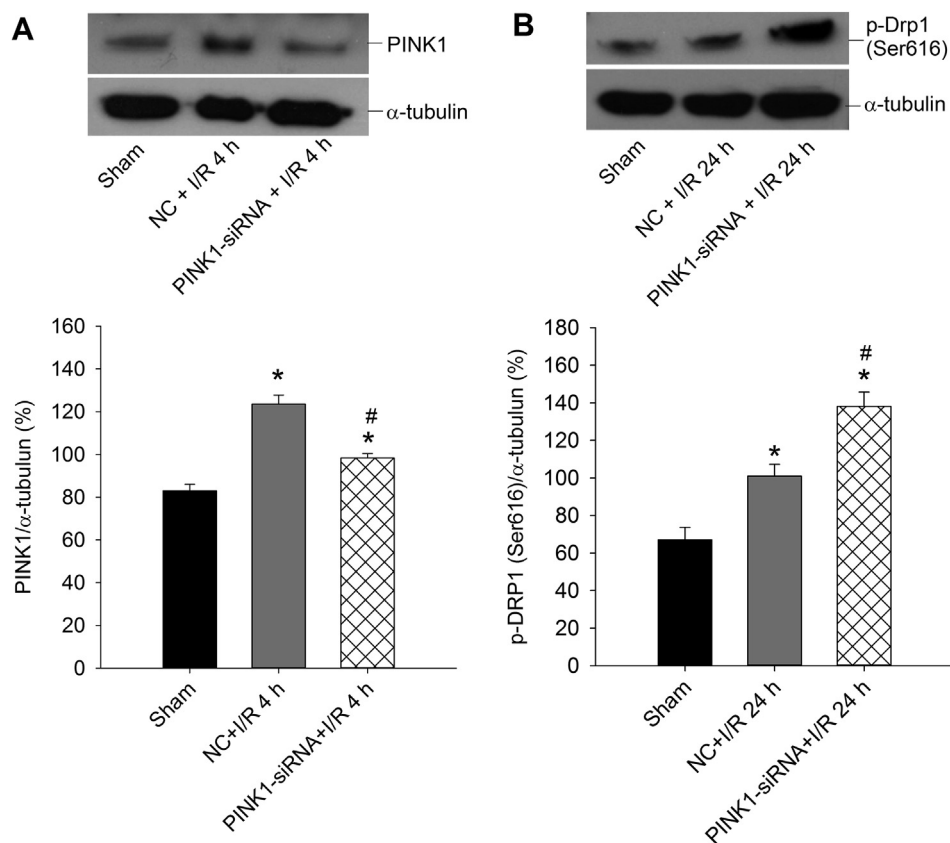 A
PINK1
α-tubulin
Sham
NC + I/R 4 h
PINK1-siRNA + I/R 4 h
PINK1/α-tubulun (%)
160
140
120
100
80
60
40
20
0
*
#
*
Sham
NC+I/R 4 h
PINK1-siRNA+I/R 4 h
B
p-Drp1
(Ser616)
α-tubulin
Sham
NC + I/R 24 h
PINK1-siRNA + I/R 24 h
p-DRP1 (Ser616)/α-tubulun (%)
180
160
140
120
100
80
60
40
20
0
*
#
*
Sham
NC+I/R 24 h
PINK1-siRNA+I/R 24 h